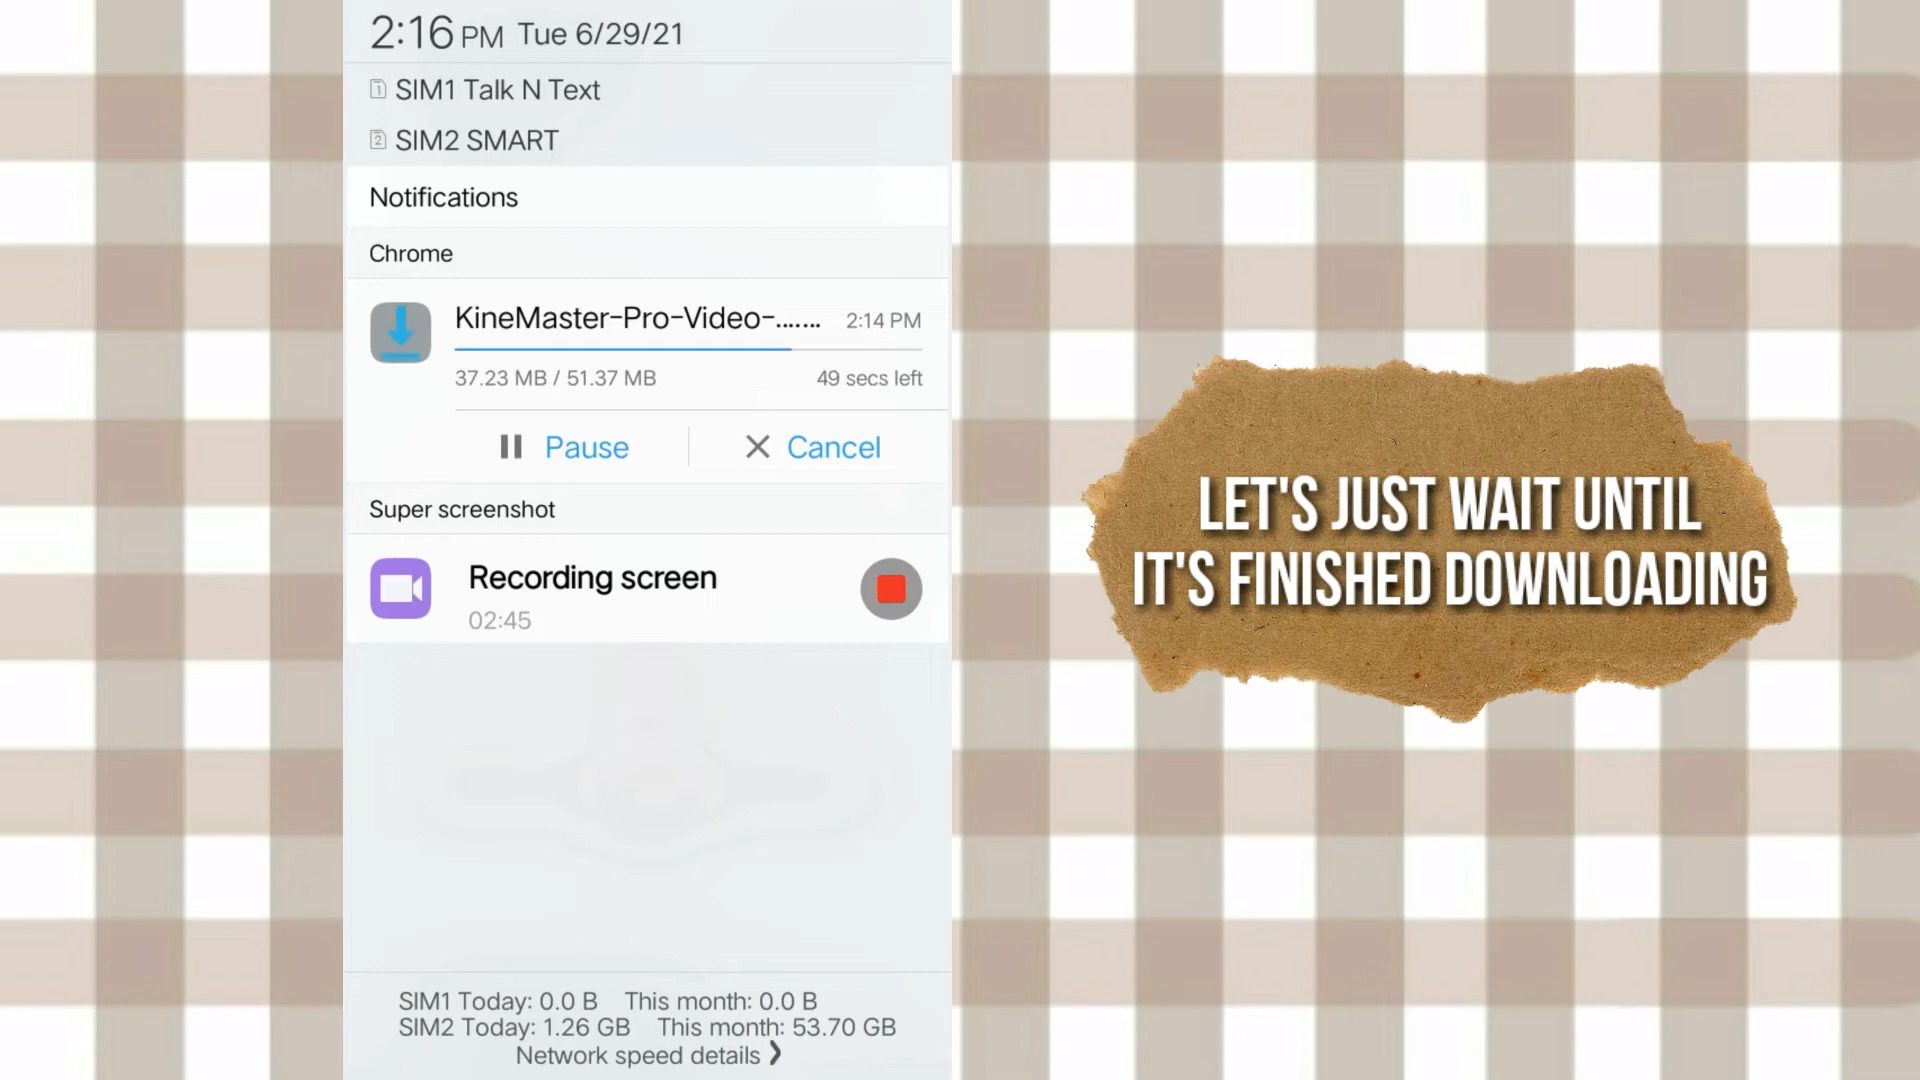 2:16 PM Tue 6/29/21
1 SIM1 Talk N Text
2 SIM2 SMART
Notifications
Chrome
KineMaster-Pro-Video-....... 2:14 PM
37.23 MB / 51.37 MB 49 secs left
Pause Cancel
Super screenshot
Recording screen
02:45
SIM1 Today: 0.0 B This month: 0.0 B
SIM2 Today: 1.26 GB This month: 53.70 GB
Network speed details
LET'S JUST WAIT UNTIL
IT'S FINISHED DOWNLOADING